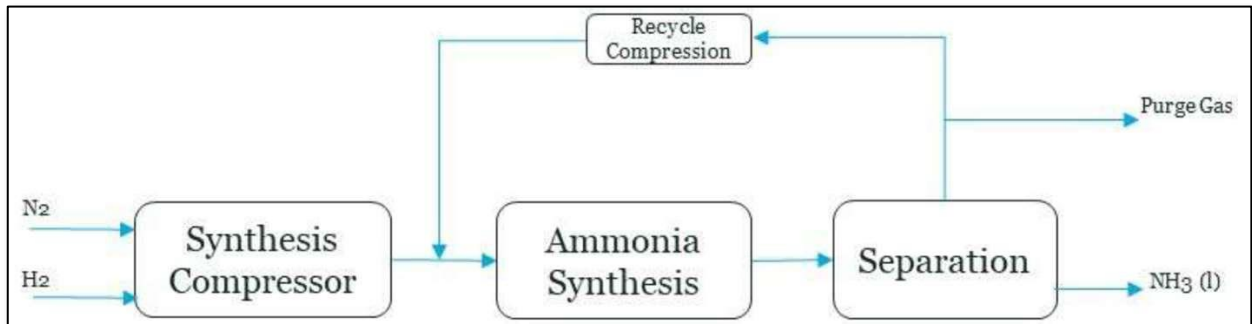 Recycle
Compression
Purge Gas
N2
Synthesis
Compressor
H2
Ammonia
Synthesis
Separation
NH3 (l)